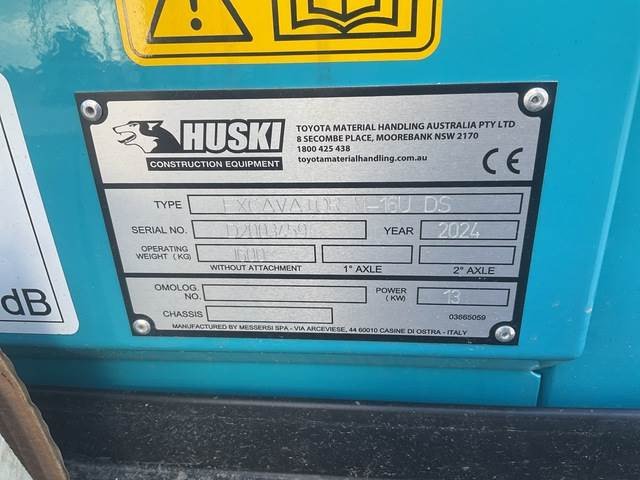 HUSKI
CONSTRUCTION EQUIPMENT
TOYOTA MATERIAL HANDLING AUSTRALIA PTY LTD
8 SECOMBE PLACE, MOOREBANK NSW 2170
1800 425 438
toyotamaterialhandling.com.au
CE
TYPE EXCAVATOR -16U DS
SERIAL NO. YEAR 2024
OPERATING WEIGHT (KG) 1600
WITHOUT ATTACHMENT 1° AXLE 2° AXLE
OMOLOG. NO. POWER (KW) 13
CHASSIS 03665059
MANUFACTURED BY MESSERSI SPA - VIA ARCEVIESE, 44 60010 CASINE DI OSTRA - ITALY
dB